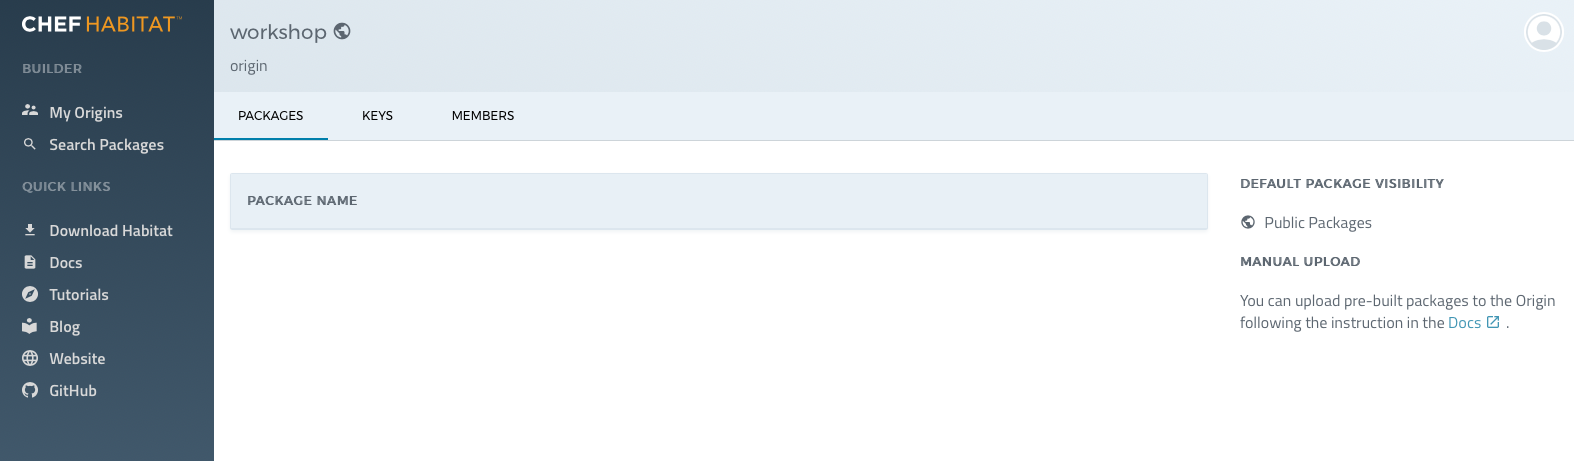 CHEF HABITAT™
BUILDER
My Origins
Search Packages
QUICK LINKS
Download Habitat
Docs
Tutorials
Blog
Website
GitHub
workshop
origin
PACKAGES KEYS MEMBERS
PACKAGE NAME
DEFAULT PACKAGE VISIBILITY
Public Packages
MANUAL UPLOAD
You can upload pre-built packages to the Origin
following the instruction in the Docs .